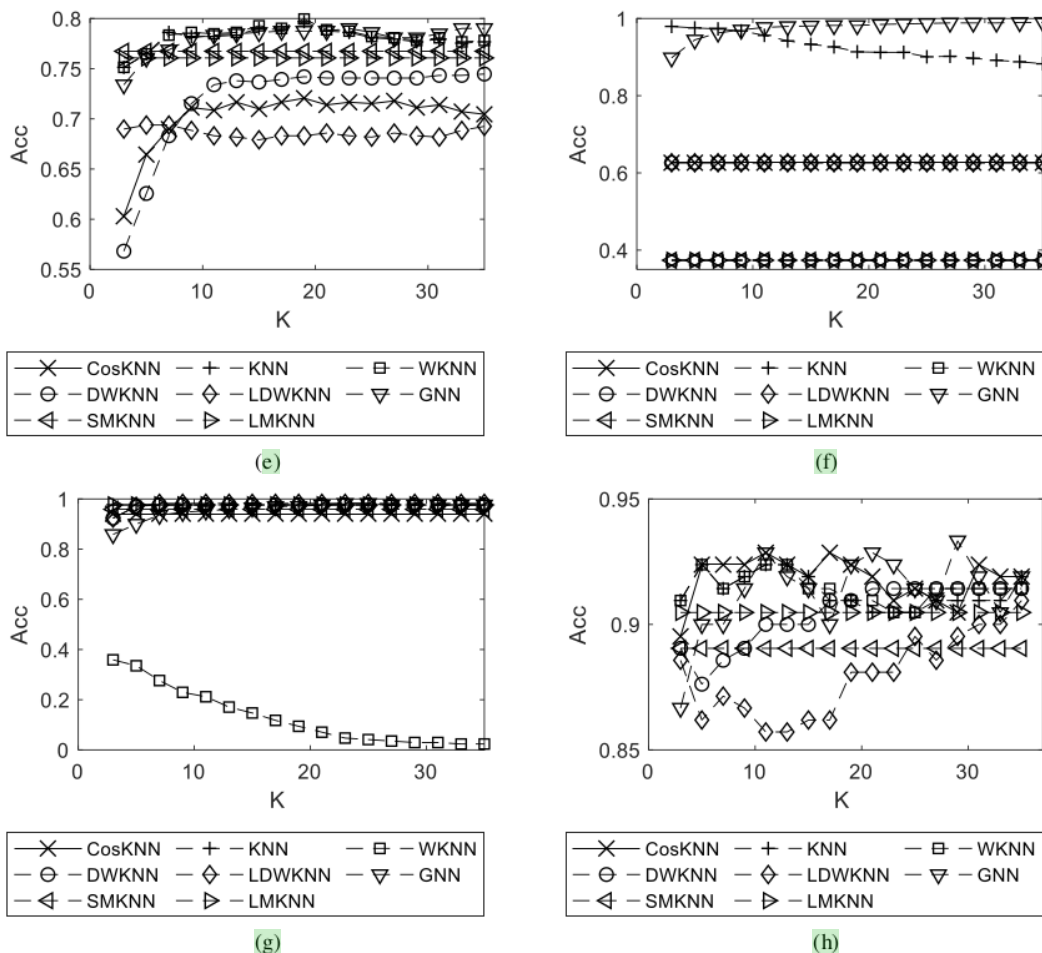 0.8
0.75
0.7
0.65
0.6
0.55
Acc
0 10 20 30
K
CosKNN KNN WKNN
DWKNN LDWKNN GNN
SMKNN LMKNN
(e)
1
0.8
0.6
0.4
Acc
0 10 20 30
K
CosKNN KNN WKNN
DWKNN LDWKNN GNN
SMKNN LMKNN
(f)
1
0.8
0.6
0.4
0.2
0
Acc
0 10 20 30
K
CosKNN KNN WKNN
DWKNN LDWKNN GNN
SMKNN LMKNN
(g)
0.95
0.9
0.85
Acc
0 10 20 30
K
CosKNN KNN WKNN
DWKNN LDWKNN GNN
SMKNN LMKNN
(h)